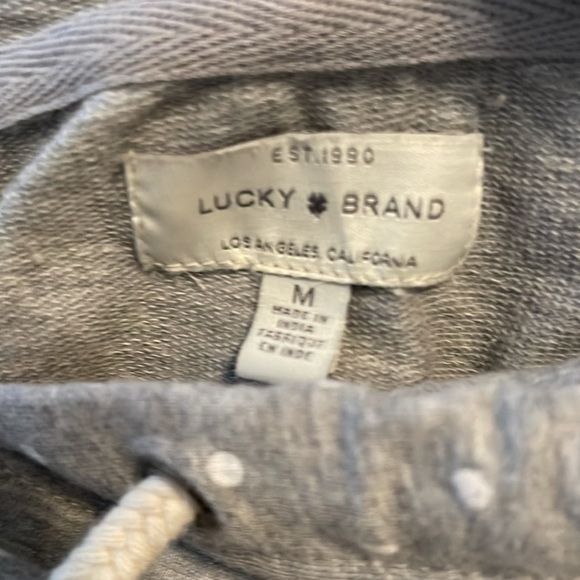 EST. 1990
LUCKY BRAND
LOS ANGELES, CALIFORNIA
M
MADE IN
INDIA
FABRIQUÉ
EN INDE